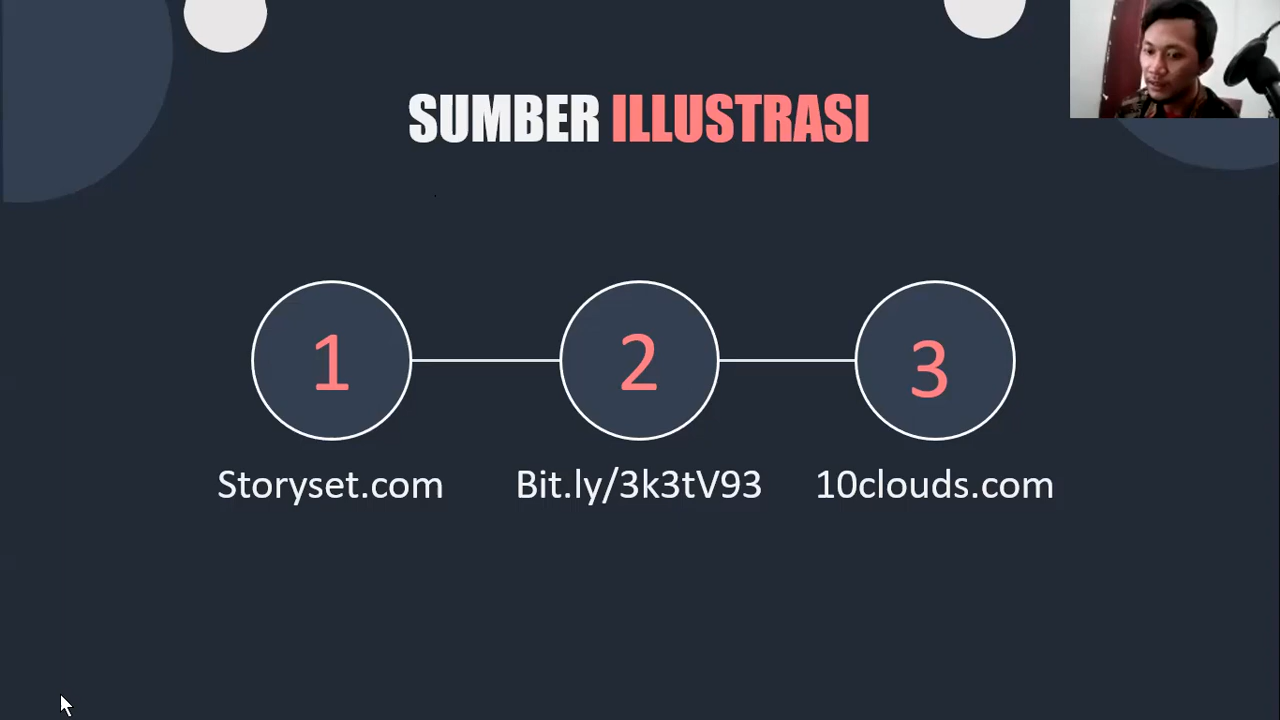 SUMBER ILLUSTRASI
1
2
3
Storyset.com
Bit.ly/3k3tV93
10clouds.com